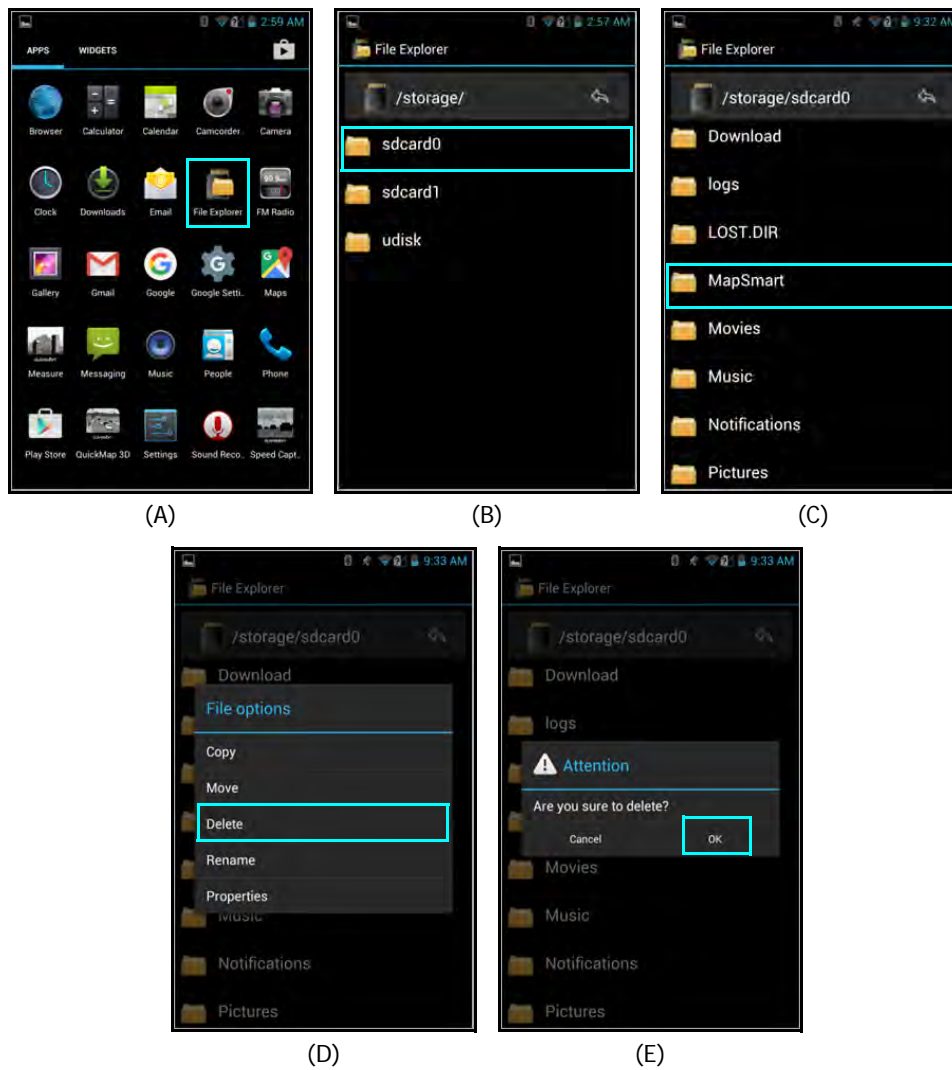 2:59 AM
APPS WIDGETS
Browser Calculator Calendar Camcorder Camera
90.9
Clock Downloads Email File Explorer FM Radio
Gallery Gmail Google Google Setti.. Maps
Measure Messaging Music People Phone
Play Store QuickMap 3D Settings Sound Reco.. Speed Capt..
(A)
2:57 AM
File Explorer
/storage/
sdcard0
sdcard1
udisk
(B)
9:32 AM
File Explorer
/storage/sdcard0
Download
logs
LOST.DIR
MapSmart
Movies
Music
Notifications
Pictures
(C)
9:33 AM
File Explorer
/storage/sdcard0
Download
File options
Copy
Move
Delete
Rename
Properties
Music
Notifications
Pictures
(D)
9:33 AM
File Explorer
/storage/sdcard0
Download
logs
Attention
Are you sure to delete?
Cancel OK
Movies
Music
Notifications
Pictures
(E)